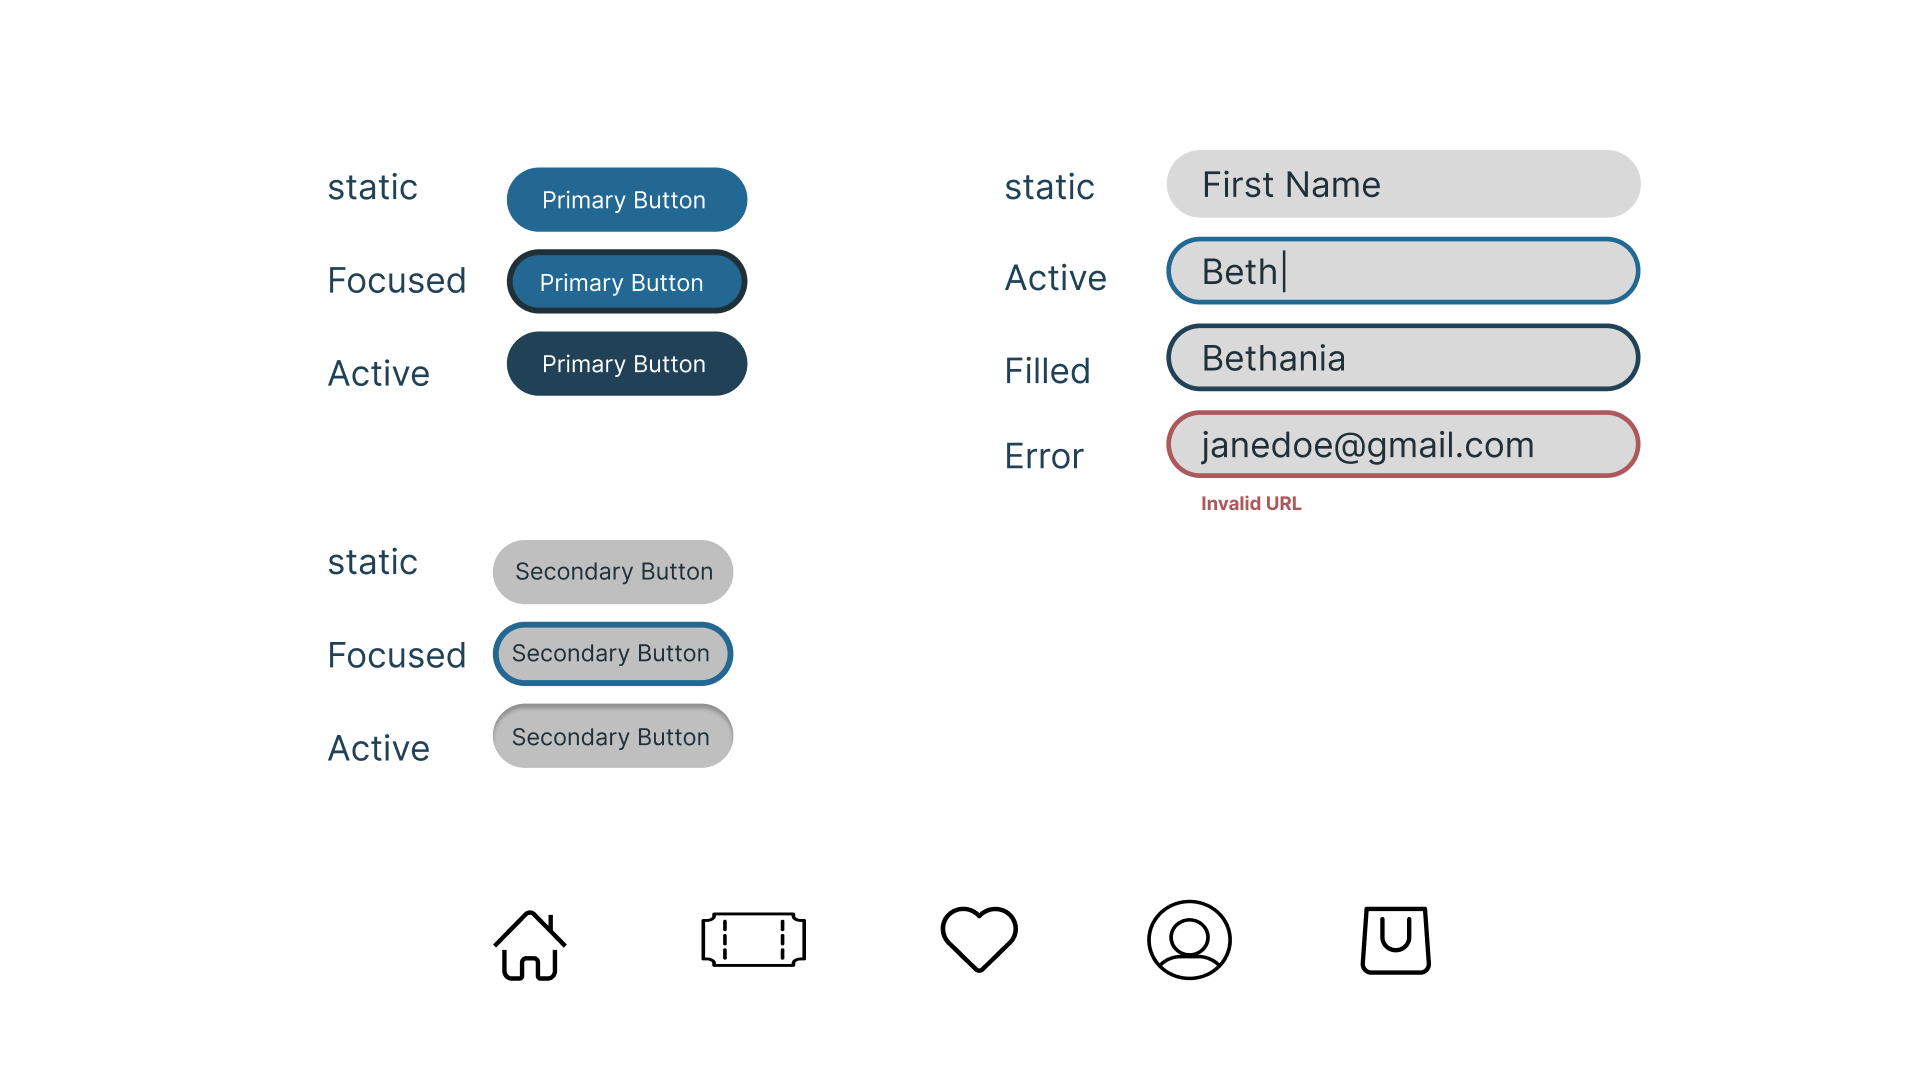 static
Primary Button
Focused
Primary Button
Active
Primary Button
static
First Name
Active
Beth
Filled
Bethania
Error
janedoe@gmail.com
Invalid URL
static
Secondary Button
Focused
Secondary Button
Active
Secondary Button